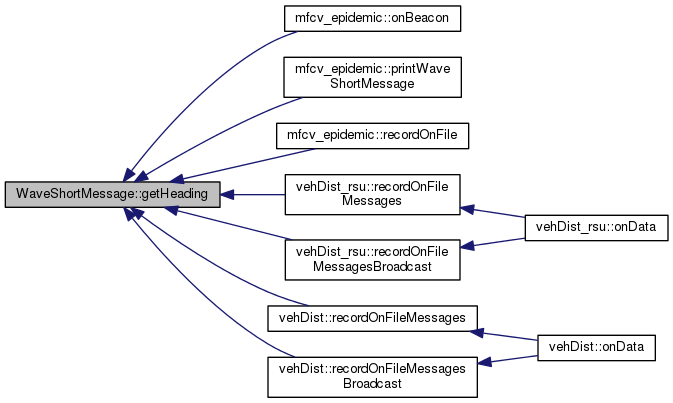 mfcv_epidemic::onBeacon
mfcv_epidemic::printWave
ShortMessage
mfcv_epidemic::recordOnFile
WaveShortMessage::getHeading
vehDist_rsu::recordOnFile
Messages
vehDist_rsu::onData
vehDist_rsu::recordOnFile
MessagesBroadcast
vehDist::recordOnFileMessages
vehDist::onData
vehDist::recordOnFileMessages
Broadcast